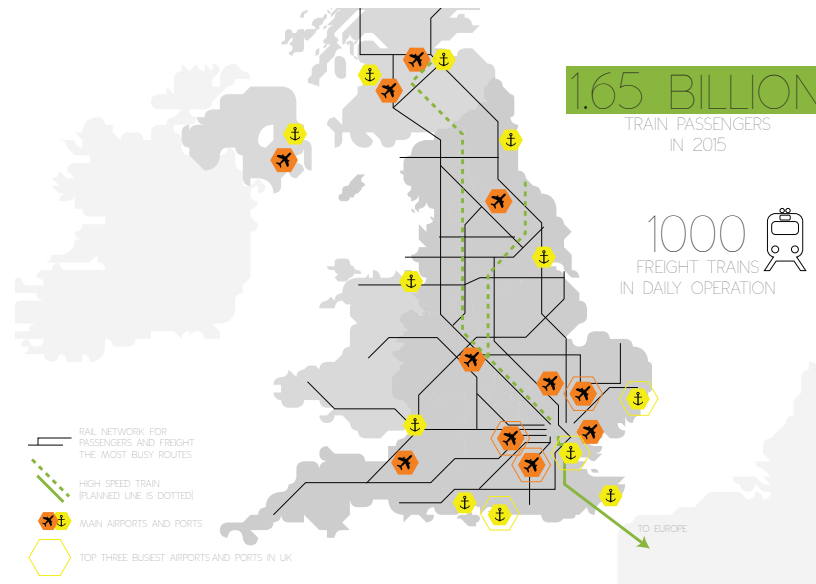 1.65 BILLION
TRAIN PASSENGERS
IN 2015
1000
FREIGHT TRAINS
IN DAILY OPERATION
RAIL NETWORK FOR
PASSENGERS AND FREIGHT
THE MOST BUSY ROUTES
HIGH SPEED TRAIN
(PLANNED LINE IS DOTTED)
MAIN AIRPORTS AND PORTS
TOP THREE BUSIEST AIRPORTS AND PORTS IN UK
TO EUROPE